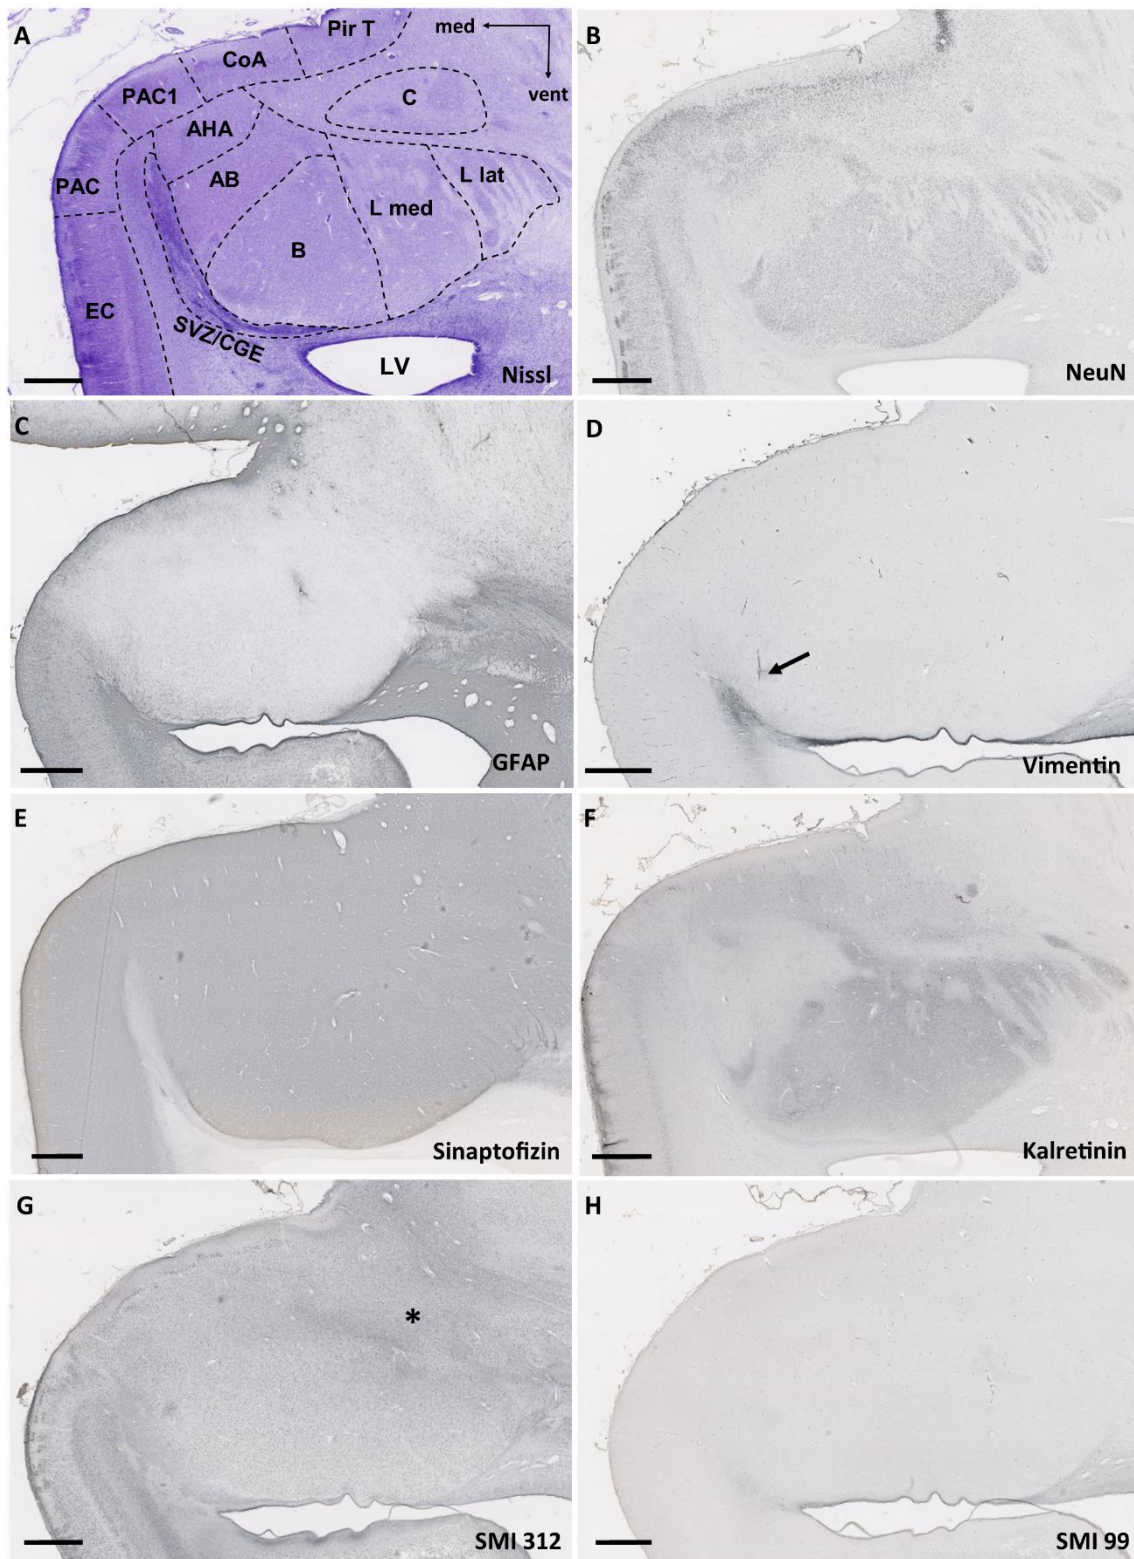 A
Pir T
med
CoA
B
PAC1
C
vent
AHA
PAC
AB
L lat
L med
B
EC
SVZ/CGE
LV
Nissl
NeuN
C
D
GFAP
Vimentin
E
F
Sinaptofizin
Kalretinin
G
H
*
SMI 312
SMI 99